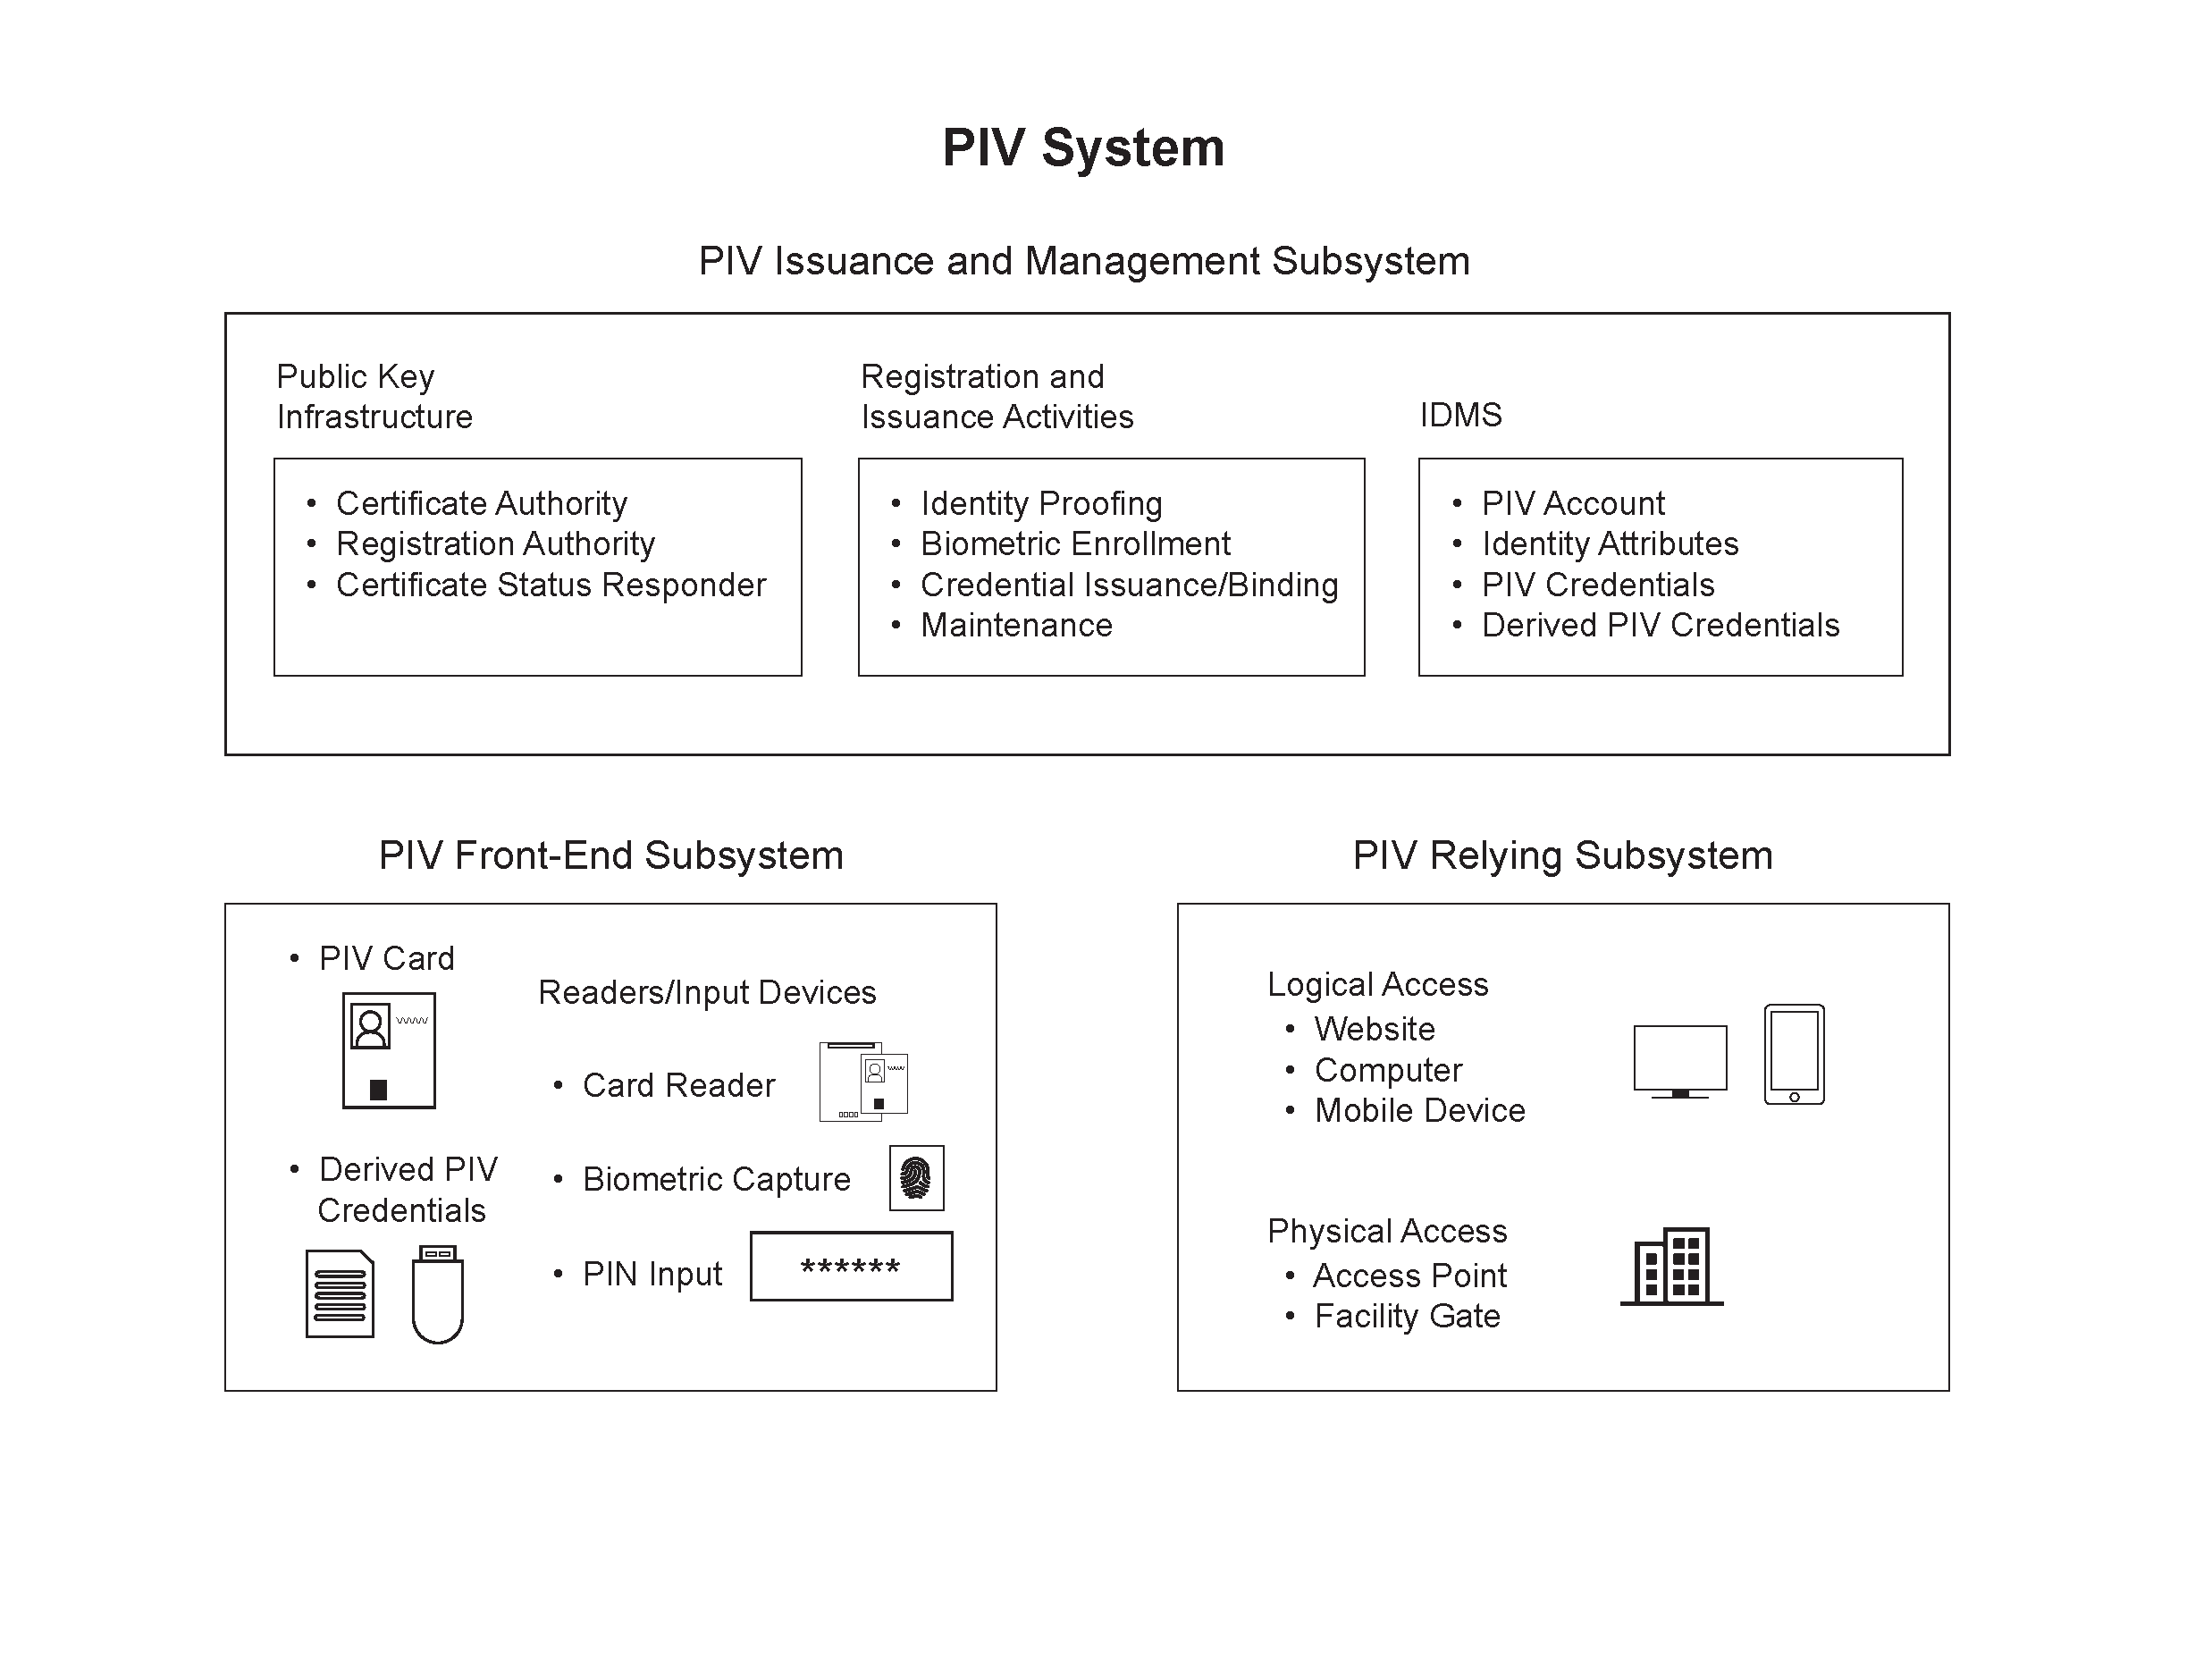 PIV System
PIV Issuance and Management Subsystem
Public Key
Infrastructure
• Certificate Authority
• Registration Authority
• Certificate Status Responder
Registration and
Issuance Activities
• Identity Proofing
• Biometric Enrollment
• Credential Issuance/Binding
• Maintenance
IDMS
• PIV Account
• Identity Attributes
• PIV Credentials
• Derived PIV Credentials
PIV Front-End Subsystem
• PIV Card
• Derived PIV
Credentials
Readers/Input Devices
• Card Reader
• Biometric Capture
• PIN Input
******
PIV Relying Subsystem
Logical Access
• Website
• Computer
• Mobile Device
Physical Access
• Access Point
• Facility Gate